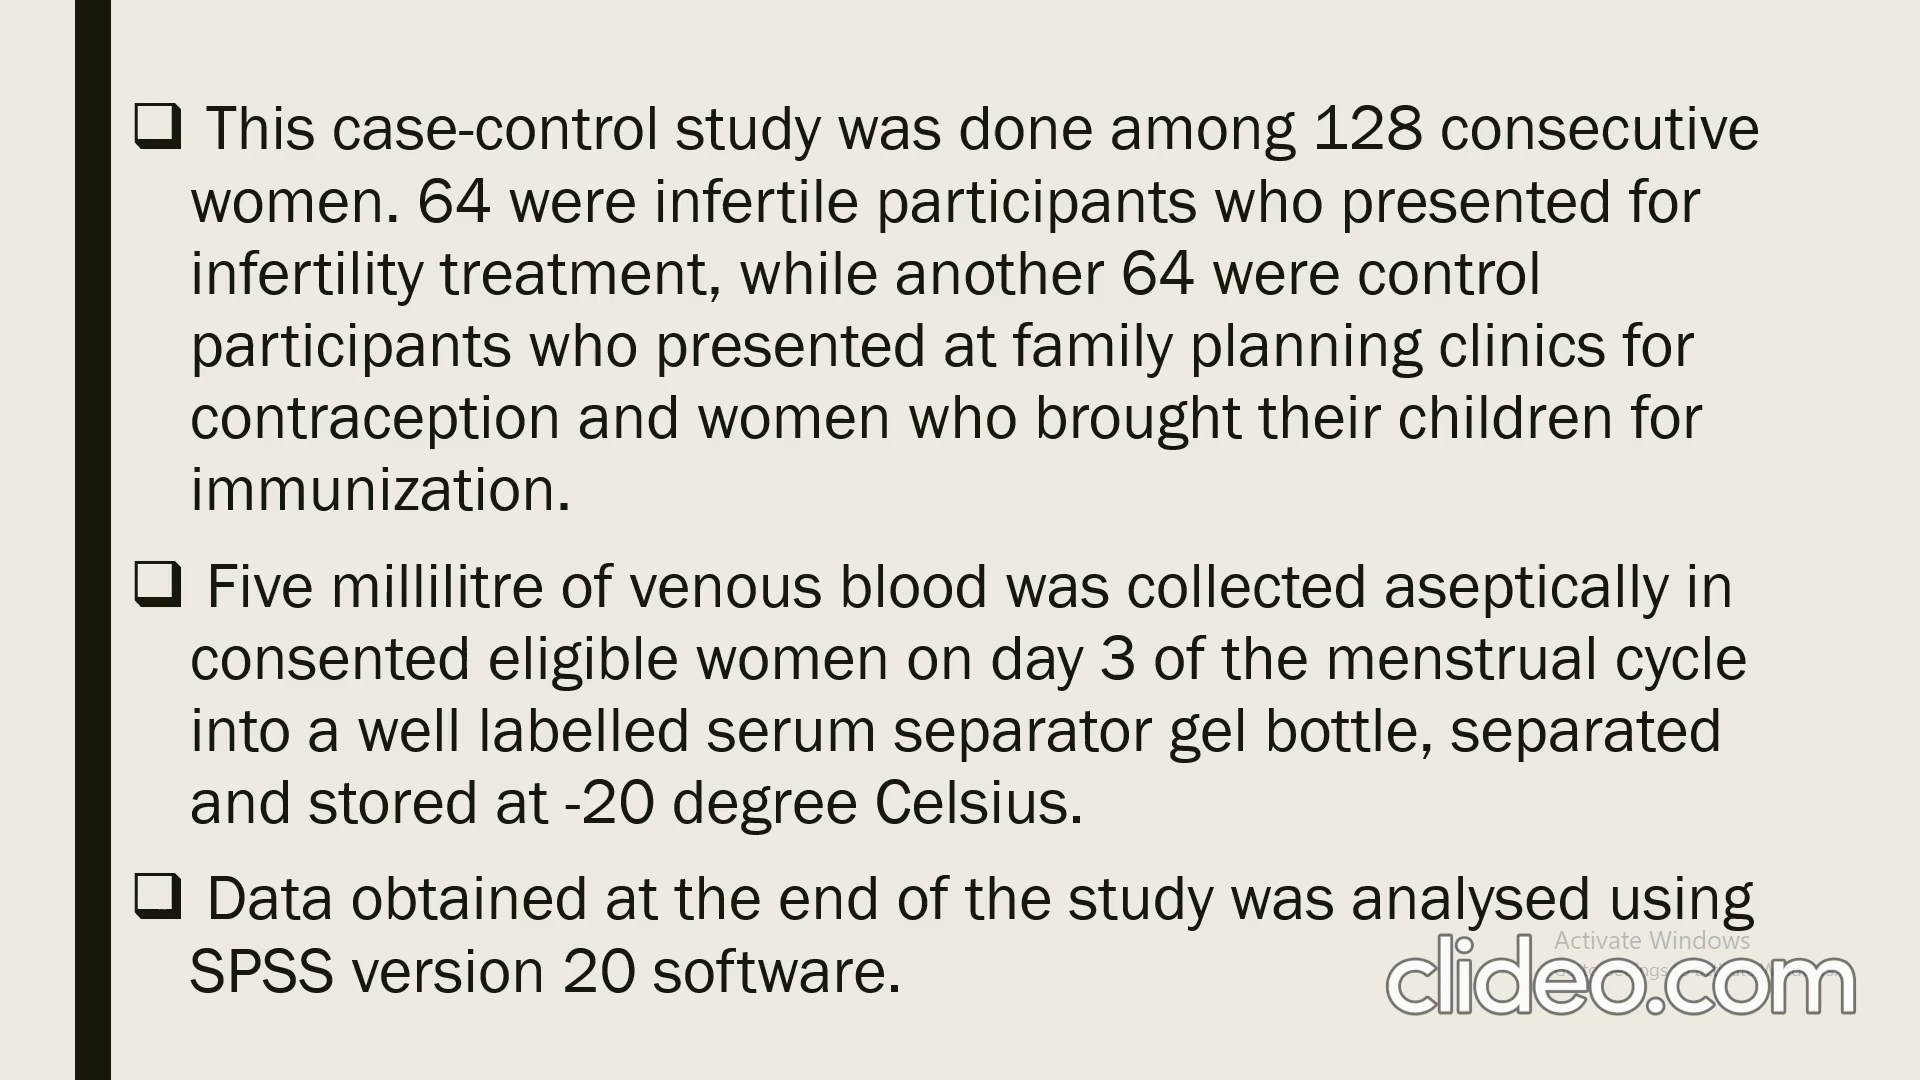 ❑ This case-control study was done among 128 consecutive
women. 64 were infertile participants who presented for
infertility treatment, while another 64 were control
participants who presented at family planning clinics for
contraception and women who brought their children for
immunization.
❑ Five millilitre of venous blood was collected aseptically in
consented eligible women on day 3 of the menstrual cycle
into a well labelled serum separator gel bottle, separated
and stored at -20 degree Celsius.
❑ Data obtained at the end of the study was analysed using
SPSS version 20 software.
Activate Windows
clideo.com